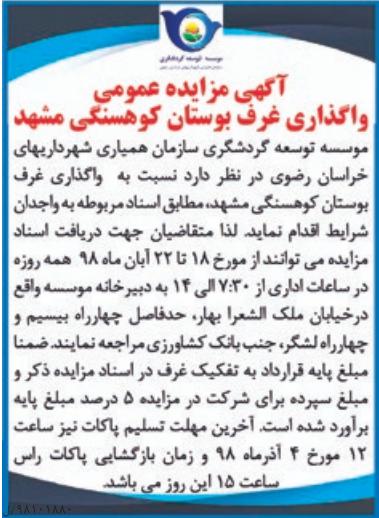 موسسه توسعه گردشگری
آگهی مزایده عمومی
واگذاری غرف بوستان کوهسنگی مشهد
موسسه توسعه گردشگری سازمان همیاری شهرداریهای
خراسان رضوی در نظر دارد نسبت به واگذاری غرف
بوستان کوهسنگی مشهد، مطابق اسناد مربوطه به واجدان
شرایط اقدام نماید. لذا متقاضیان جهت دریافت اسناد
مزایده می توانند از مورخ ۱۸ تا ۲۲ آبان ماه ۹۸ همه روزه
در ساعات اداری از ۷:۳۰ الی ۱۴ به دبیرخانه موسسه واقع
درخیابان ملک الشعرا بهار، حدفاصل چهارراه بیسیم و
چهارراه لشگر، جنب بانک کشاورزی مراجعه نمایند. ضمنا
مبلغ پایه قرارداد به تفکیک غرف در اسناد مزایده ذکر و
مبلغ سپرده برای شرکت در مزایده ۵ درصد مبلغ پایه
برآورد شده است. آخرین مهلت تسلیم پاکات نیز ساعت
۱۲ مورخ ۴ آذرماه ۹۸ و زمان بازگشایی پاکات راس
ساعت ۱۵ این روز می باشد.
/۹۸۱۰۱۸۸۰